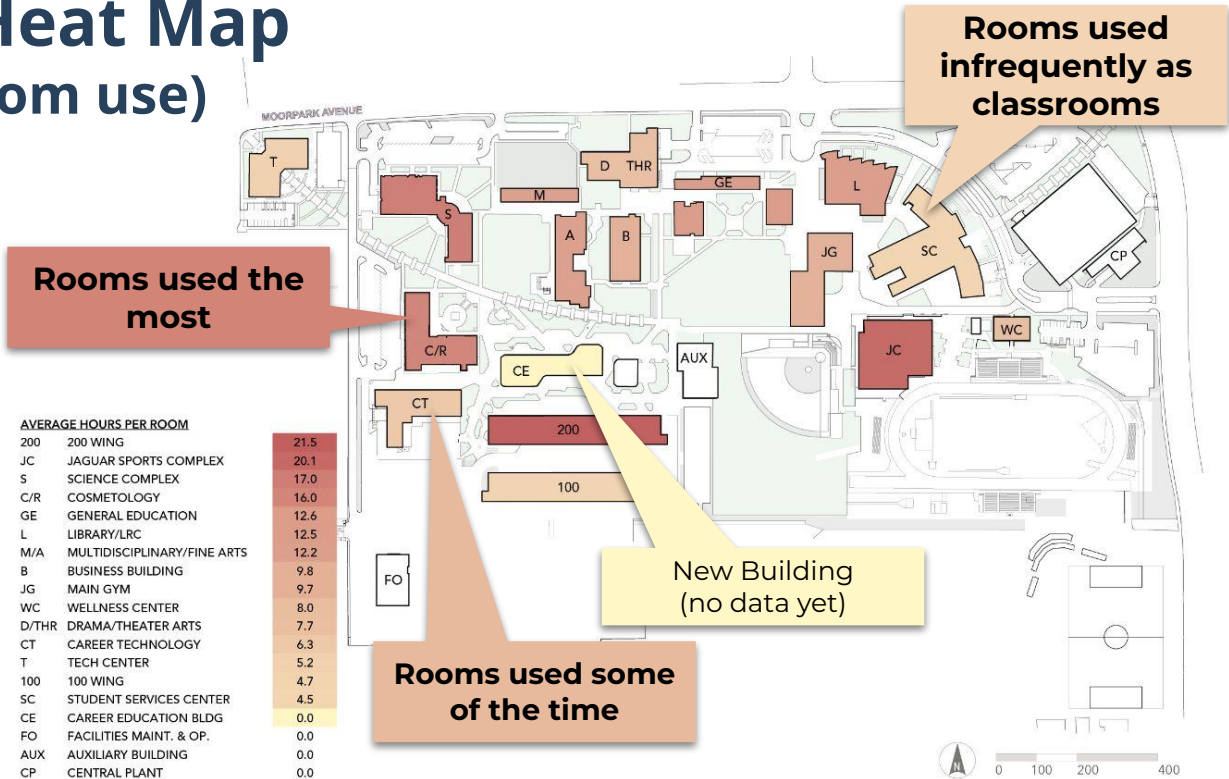 Heat Map
om use)
Rooms used
infrequently as
classrooms
MOORPARK AVENUE
T
D THR
M
GE
L
S
A
B
JG
SC
CP
Rooms used the
most
C/R
CE
AUX
JC
WC
CT
200
100
FO
New Building
(no data yet)
Rooms used some
of the time
AVERAGE HOURS PER ROOM
200 200 WING 21.5
JC JAGUAR SPORTS COMPLEX 20.1
S SCIENCE COMPLEX 17.0
C/R COSMETOLOGY 16.0
GE GENERAL EDUCATION 12.6
L LIBRARY/LRC 12.5
M/A MULTIDISCIPLINARY/FINE ARTS 12.2
B BUSINESS BUILDING 9.8
JG MAIN GYM 9.7
WC WELLNESS CENTER 8.0
D/THR DRAMA/THEATER ARTS 7.7
CT CAREER TECHNOLOGY 6.3
T TECH CENTER 5.2
100 100 WING 4.7
SC STUDENT SERVICES CENTER 4.5
CE CAREER EDUCATION BLDG 0.0
FO FACILITIES MAINT. & OP. 0.0
AUX AUXILIARY BUILDING 0.0
CP CENTRAL PLANT 0.0
N
0 100 200 400